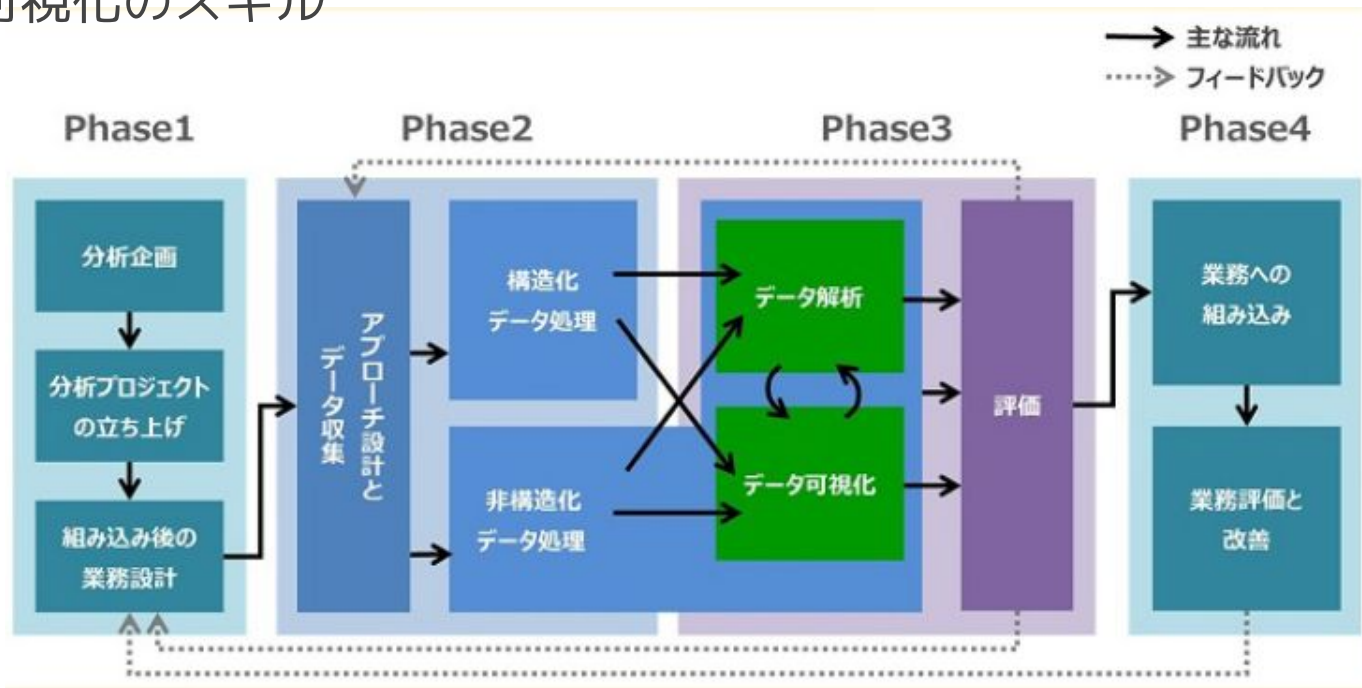 可視化のスキル
主な流れ
フィードバック
Phase1
Phase2
Phase3
Phase4
分析企画
分析プロジェクト
の立ち上げ
組み込み後の
業務設計
アプローチ設計と
データ収集
構造化
データ処理
非構造化
データ処理
データ解析
データ可視化
評価
業務への
組み込み
業務評価と
改善